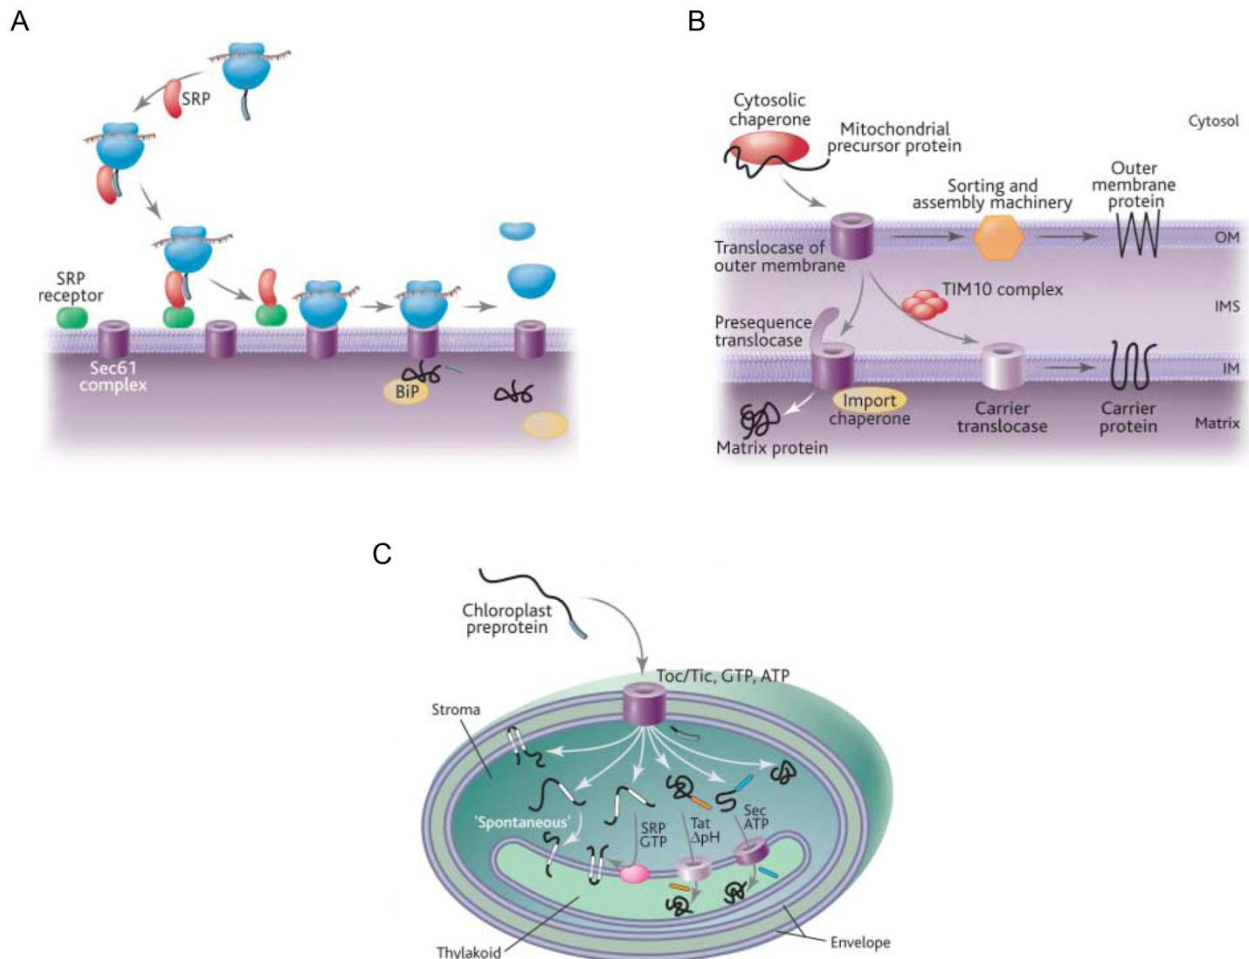 A
SRP
SRP
receptor
Sec61
complex
BiP
B
Cytosolic
chaperone
Mitochondrial
precursor protein
Cytosol
Sorting and
assembly machinery
Outer
membrane
protein
Translocase of
outer membrane
OM
TIM10 complex
IMS
Presequence
translocase
IM
Import
chaperone
Carrier
translocase
Carrier
protein
Matrix
Matrix protein
C
Chloroplast
preprotein
Toc/Tic, GTP, ATP
Stroma
'Spontaneous'
SRP
GTP
Tat
ΔpH
Sec
ATP
Thylakoid
Envelope